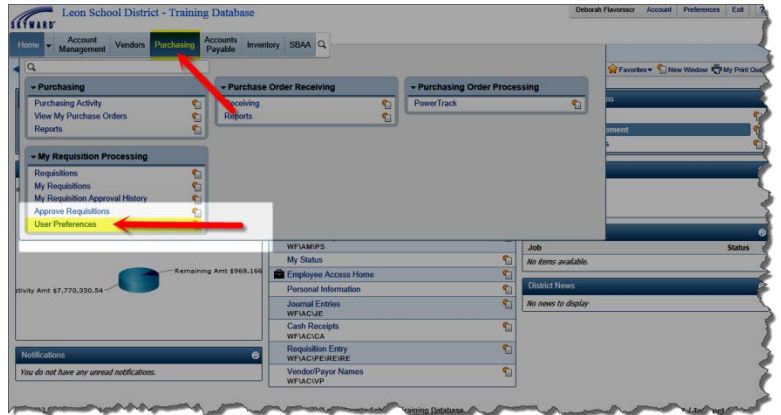 SKYWARD®
Leon School District - Training Database
Deborah Flavorsscr Account Preferences Exit ?
Home Account Management Vendors Purchasing Accounts Payable Inventory SBAA
Favorites New Window My Print Que
Purchasing
Purchasing Activity
View My Purchase Orders
Reports
Purchase Order Receiving
Receiving
Reports
Purchasing Order Processing
PowerTrack
My Requisition Processing
Requisitions
My Requisitions
My Requisition Approval History
Approve Requisitions
User Preferences
WF\AM\PS
My Status
Employee Access Home
Personal Information
Journal Entries
WF\AC\JE
Cash Receipts
WF\AC\CA
Requisition Entry
WF\AC\PE\RE\RE
Vendor/Payor Names
WF\AC\VP
Job Status
No items available.
District News
No news to display
Remaining Amt $969,166
tivity Amt $7,770,330.54
Notifications
You do not have any unread notifications.